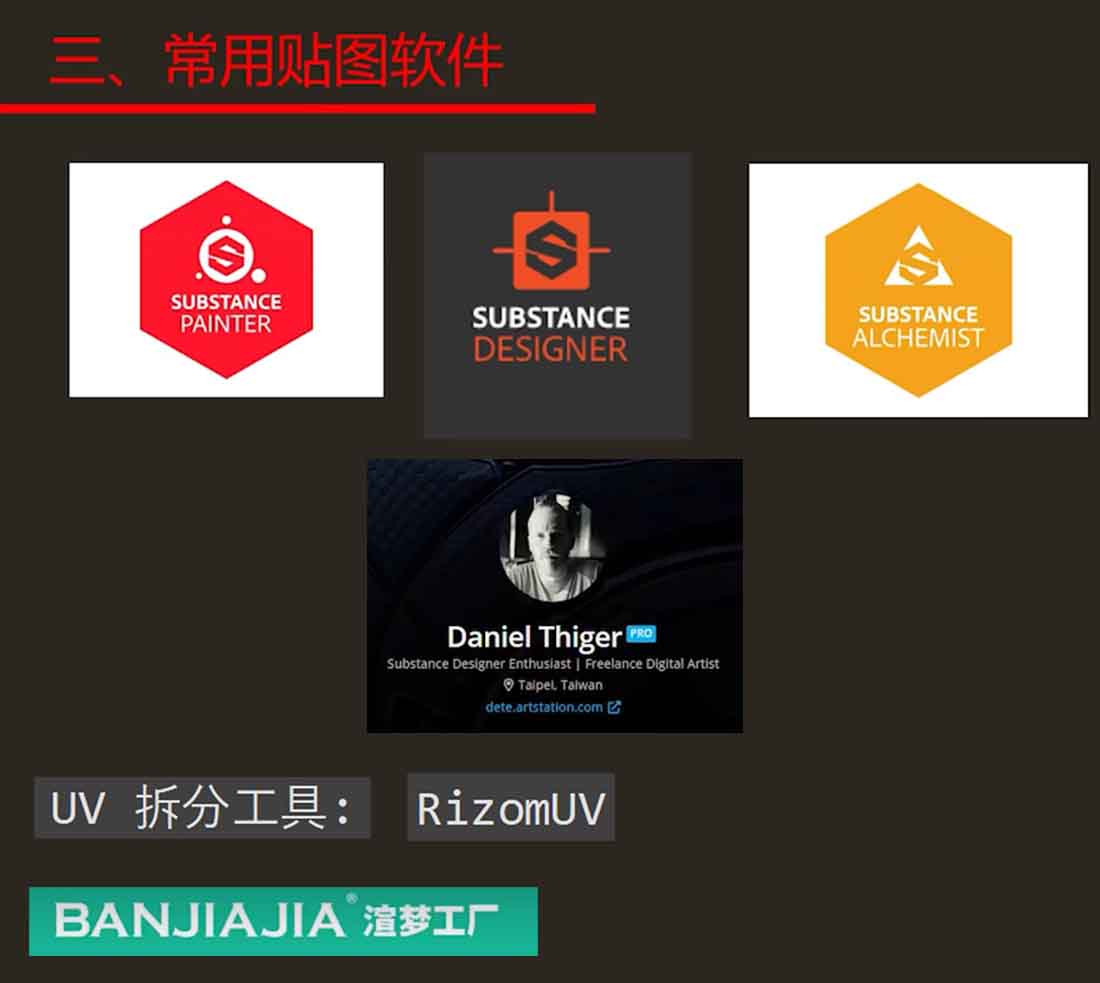 三、常用贴图软件
SUBSTANCE
PAINTER
SUBSTANCE
DESIGNER
SUBSTANCE
ALCHEMIST
Daniel Thiger PRO
Substance Designer Enthusiast | Freelance Digital Artist
Taipei, Taiwan
dete.artstation.com
UV 拆分工具: RizomUV
BANJIAJIA® 渲梦工厂